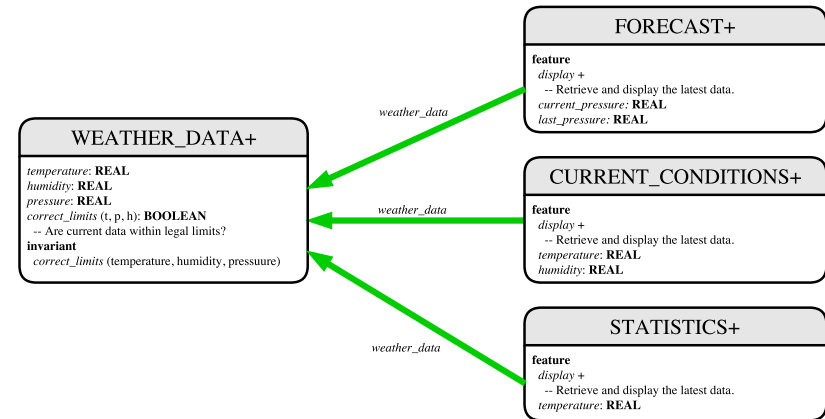 WEATHER_DATA+
temperature: REAL
humidity: REAL
pressure: REAL
correct_limits (t, p, h): BOOLEAN
-- Are current data within legal limits?
invariant
correct_limits (temperature, humidity, pressuure)
weather_data
weather_data
weather_data
FORECAST+
feature
display +
-- Retrieve and display the latest data.
current_pressure: REAL
last_pressure: REAL
CURRENT_CONDITIONS+
feature
display +
-- Retrieve and display the latest data.
temperature: REAL
humidity: REAL
STATISTICS+
feature
display +
-- Retrieve and display the latest data.
temperature: REAL